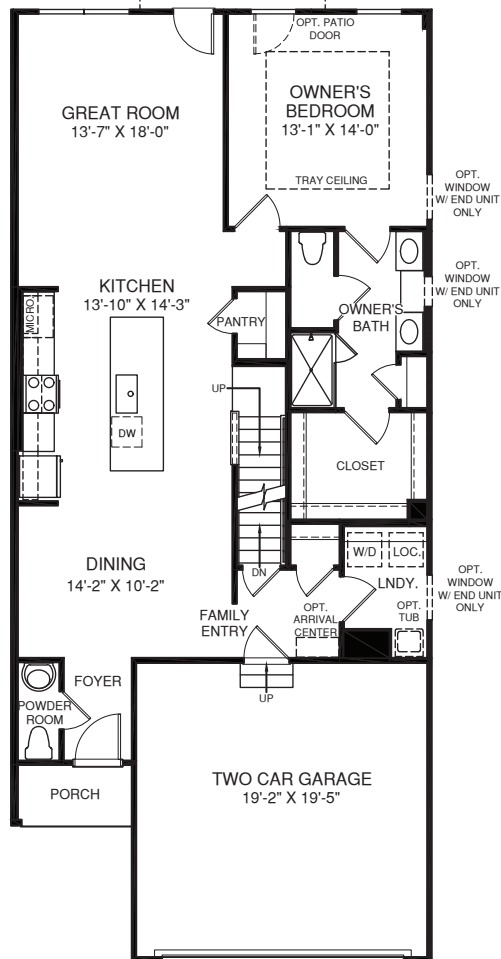 OPT. PATIO
DOOR
GREAT ROOM
13'-7" X 18'-0"
OWNER'S
BEDROOM
13'-1" X 14'-0"
TRAY CEILING
OPT.
WINDOW
W/ END UNIT
ONLY
OPT.
WINDOW
W/ END UNIT
ONLY
KITCHEN
13'-10" X 14'-3"
MICRO.
PANTRY
OWNER'S
BATH
UP
DW
CLOSET
W/D
LOC.
LNDY.
OPT.
TUB
OPT.
WINDOW
W/ END UNIT
ONLY
DINING
14'-2" X 10'-2"
DN
FAMILY
ENTRY
OPT.
ARRIVAL
CENTER
FOYER
UP
POWDER
ROOM
PORCH
TWO CAR GARAGE
19'-2" X 19'-5"